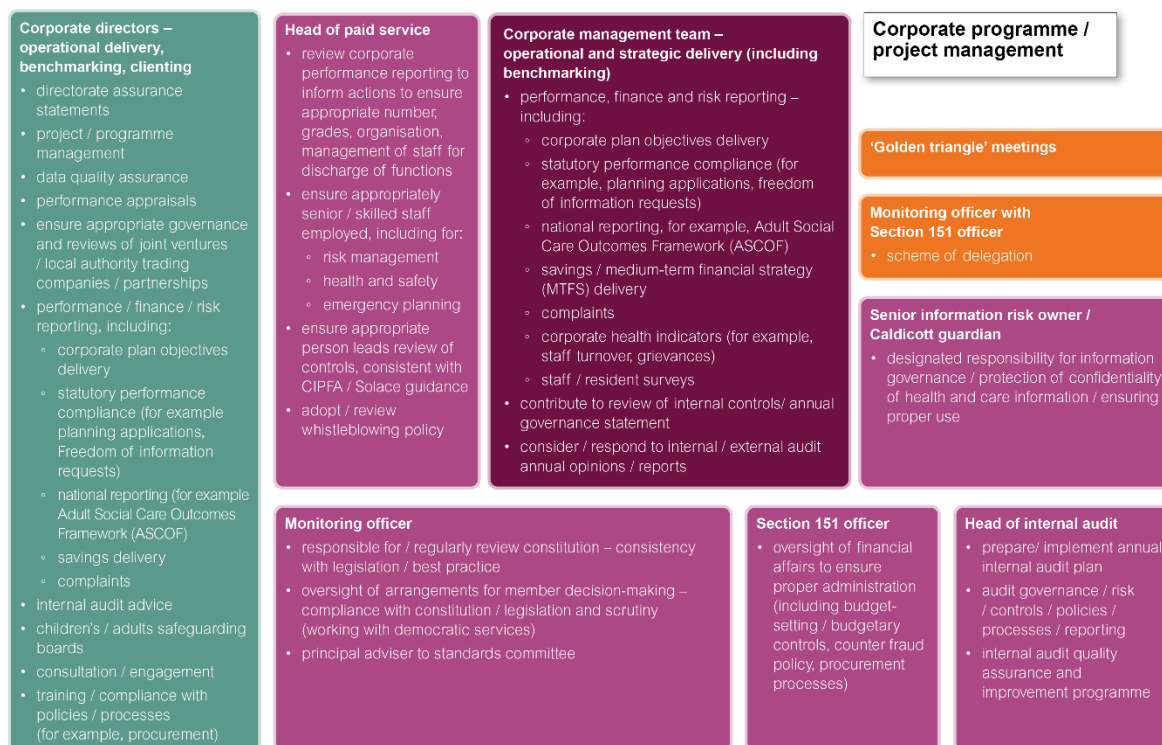 Corporate directors –
operational delivery,
benchmarking, clienting
• directorate assurance
statements
• project / programme
management
• data quality assurance
• performance appraisals
• ensure appropriate governance
and reviews of joint ventures
/ local authority trading
companies / partnerships
• performance / finance / risk
reporting, including:
◦ corporate plan objectives
delivery
◦ statutory performance
compliance (for example
planning applications,
Freedom of information
requests)
◦ national reporting (for example
Adult Social Care Outcomes
Framework (ASCOF)
◦ savings delivery
◦ complaints
• internal audit advice
• children's / adults safeguarding
boards
• consultation / engagement
• training / compliance with
policies / processes
(for example, procurement)
Head of paid service
• review corporate
performance reporting to
inform actions to ensure
appropriate number,
grades, organisation,
management of staff for
discharge of functions
• ensure appropriately
senior / skilled staff
employed, including for:
◦ risk management
◦ health and safety
◦ emergency planning
• ensure appropriate
person leads review of
controls, consistent with
CIPFA / Solace guidance
• adopt / review
whistleblowing policy
Corporate management team –
operational and strategic delivery (including
benchmarking)
• performance, finance and risk reporting –
including:
◦ corporate plan objectives delivery
◦ statutory performance compliance (for
example, planning applications, freedom
of information requests)
◦ national reporting, for example, Adult Social
Care Outcomes Framework (ASCOF)
◦ savings / medium-term financial strategy
(MTFS) delivery
◦ complaints
◦ corporate health indicators (for example,
staff turnover, grievances)
◦ staff / resident surveys
• contribute to review of internal controls/ annual
governance statement
• consider / respond to internal / external audit
annual opinions / reports
Corporate programme /
project management
'Golden triangle' meetings
Monitoring officer with
Section 151 officer
• scheme of delegation
Senior information risk owner /
Caldicott guardian
• designated responsibility for information
governance / protection of confidentiality
of health and care information / ensuring
proper use
Monitoring officer
• responsible for / regularly review constitution – consistency
with legislation / best practice
• oversight of arrangements for member decision-making –
compliance with constitution / legislation and scrutiny
(working with democratic services)
• principal adviser to standards committee
Section 151 officer
• oversight of financial
affairs to ensure
proper administration
(including budget-
setting / budgetary
controls, counter fraud
policy, procurement
processes)
Head of internal audit
• prepare/ implement annual
internal audit plan
• audit governance / risk
/ controls / policies /
processes / reporting
• internal audit quality
assurance and
improvement programme